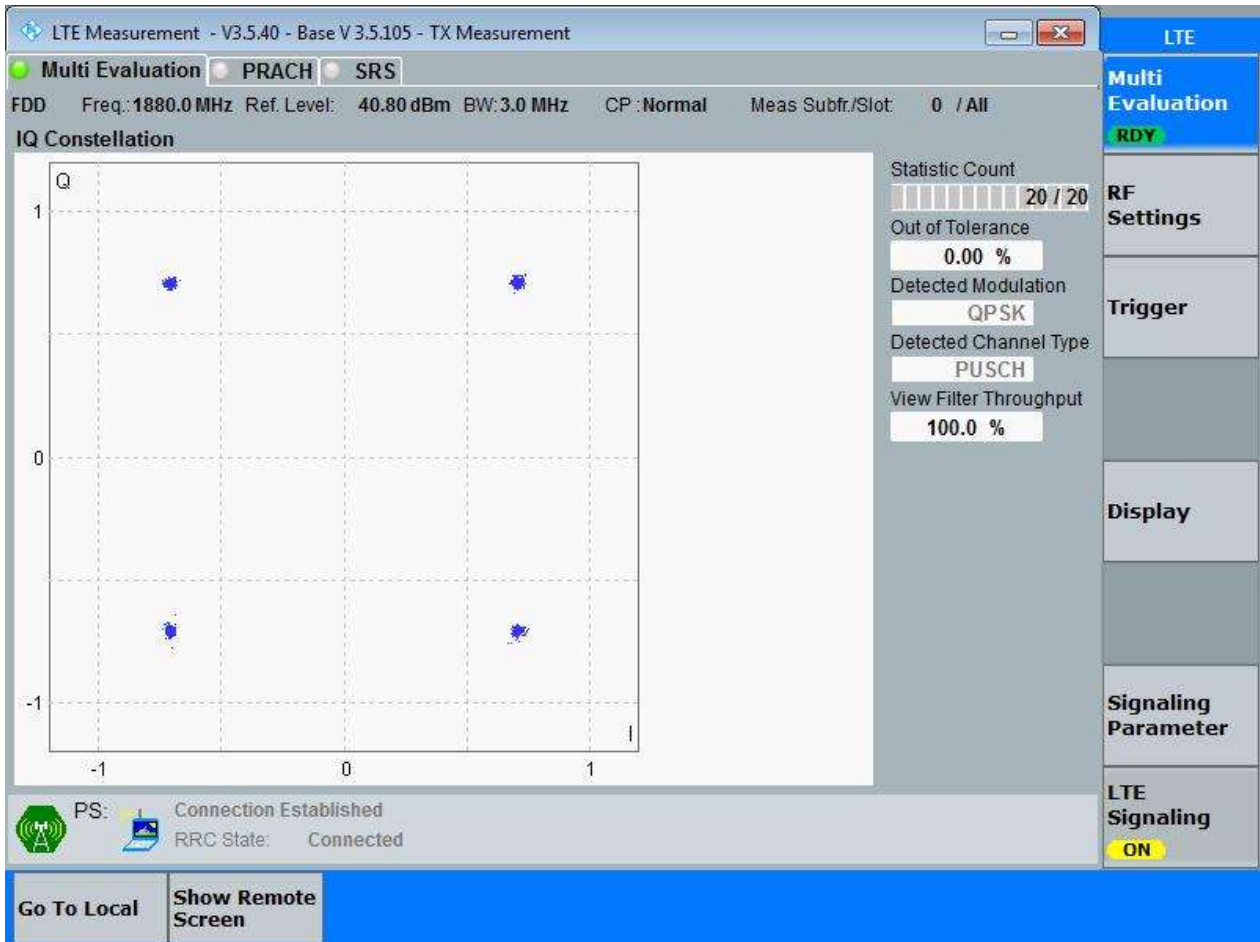 LTE Measurement - V3.5.40 - Base V 3.5.105 - TX Measurement
LTE
Multi Evaluation PRACH SRS
Multi
Evaluation
RDY
FDD Freq.: 1880.0 MHz Ref. Level: 40.80 dBm BW: 3.0 MHz CP : Normal Meas Subfr./Slot: 0 / All
IQ Constellation
Q
1
0
-1
I
-1 0 1
Statistic Count
20 / 20
Out of Tolerance
0.00 %
Detected Modulation
QPSK
Detected Channel Type
PUSCH
View Filter Throughput
100.0 %
RF
Settings
Trigger
Display
Signaling
Parameter
LTE
Signaling
ON
PS: Connection Established
RRC State: Connected
Go To Local
Show Remote
Screen